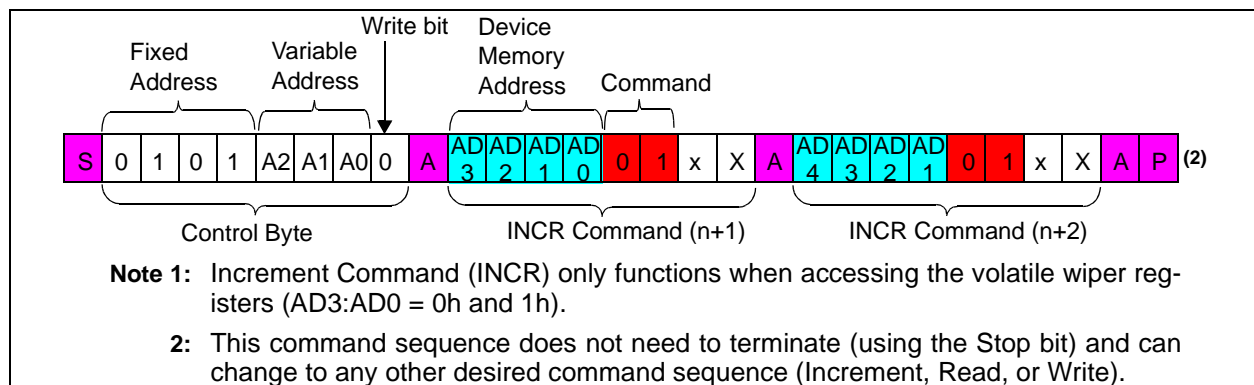 Write bit
Fixed Address
Variable Address
Device Memory Address
Command
S 0 1 0 1 A2 A1 A0 0 A AD3 AD2 AD1 AD0 0 1 x X A AD4 AD3 AD2 AD1 0 1 x X A P (2)
Control Byte
INCR Command (n+1)
INCR Command (n+2)
Note 1: Increment Command (INCR) only functions when accessing the volatile wiper reg-
isters (AD3:AD0 = 0h and 1h).
2: This command sequence does not need to terminate (using the Stop bit) and can
change to any other desired command sequence (Increment, Read, or Write).